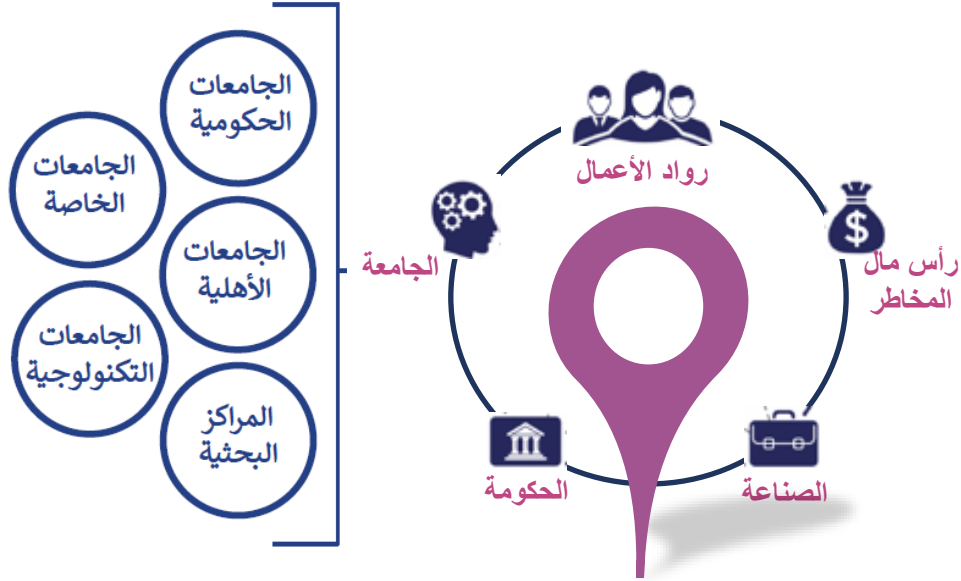 رواد الأعمال
رأس مال
المخاطر
الصناعة
الحكومة
الجامعة
الجامعات
الحكومية
الجامعات
الخاصة
الجامعات
الأهلية
الجامعات
التكنولوجية
المراكز
البحثية
$